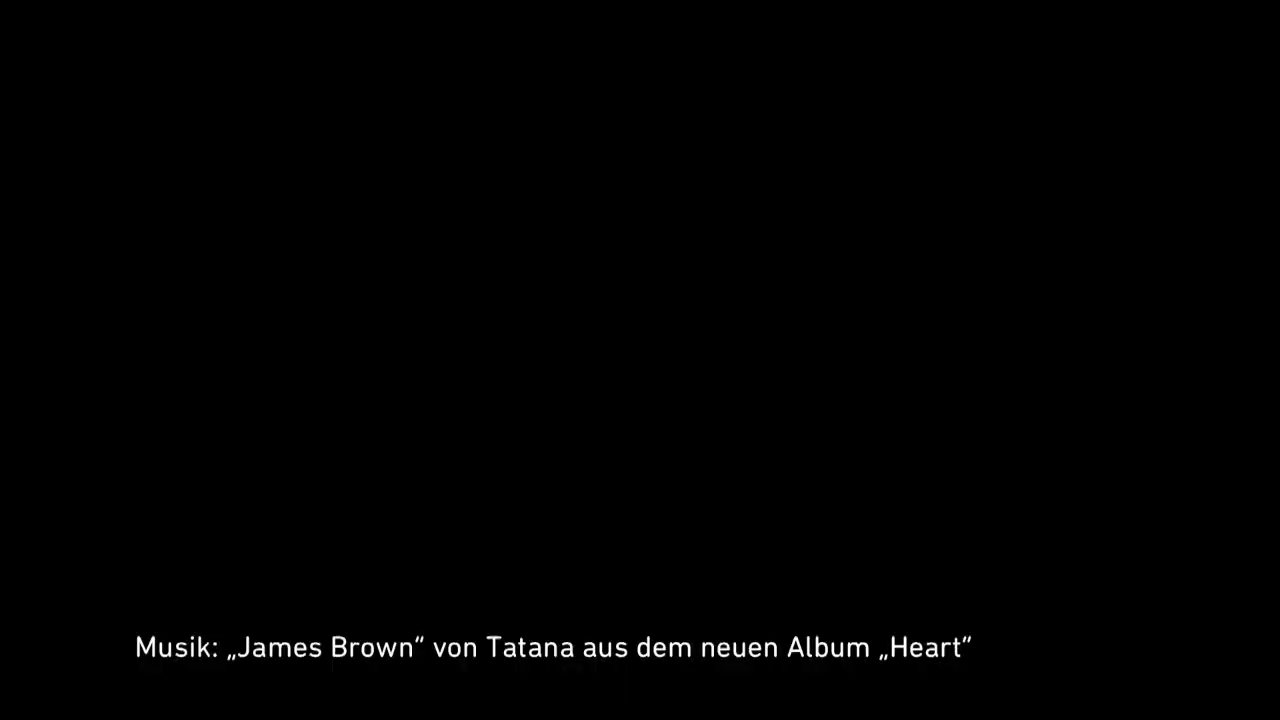 Musik: „James Brown“ von Tatana aus dem neuen Album „Heart“